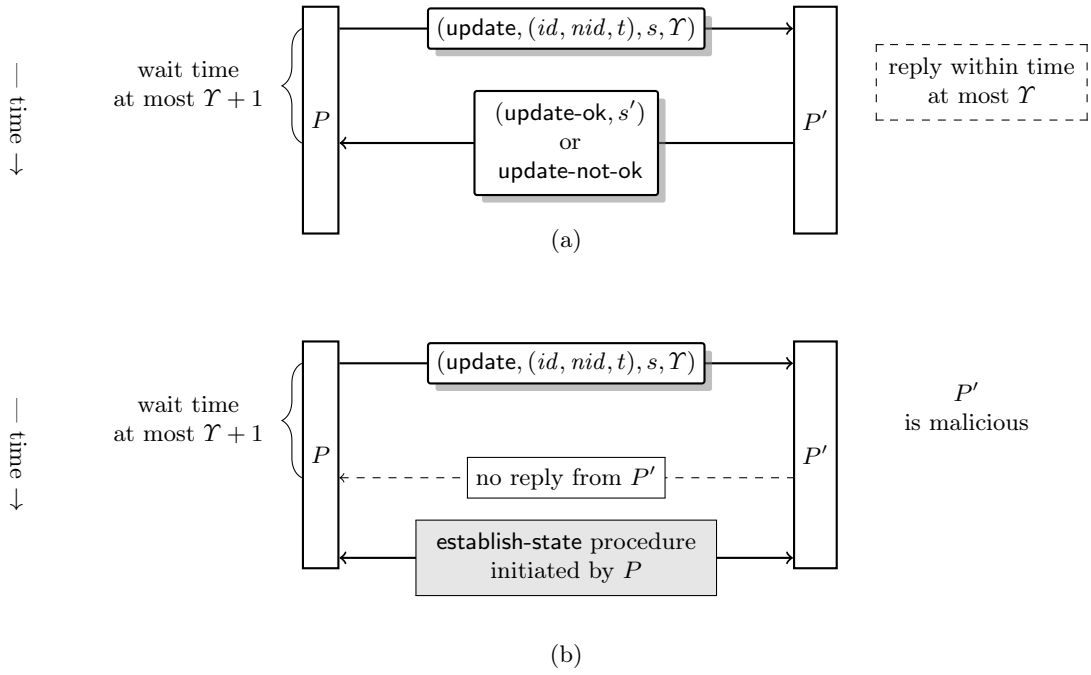 (update, (id, nid, t), s, ϒ)
wait time
at most ϒ + 1
P
P′
reply within time
at most ϒ
— time →
(update-ok, s′)
or
update-not-ok
(a)
(update, (id, nid, t), s, ϒ)
wait time
at most ϒ + 1
P
P′
P′
is malicious
— time →
no reply from P′
establish-state procedure
initiated by P
(b)